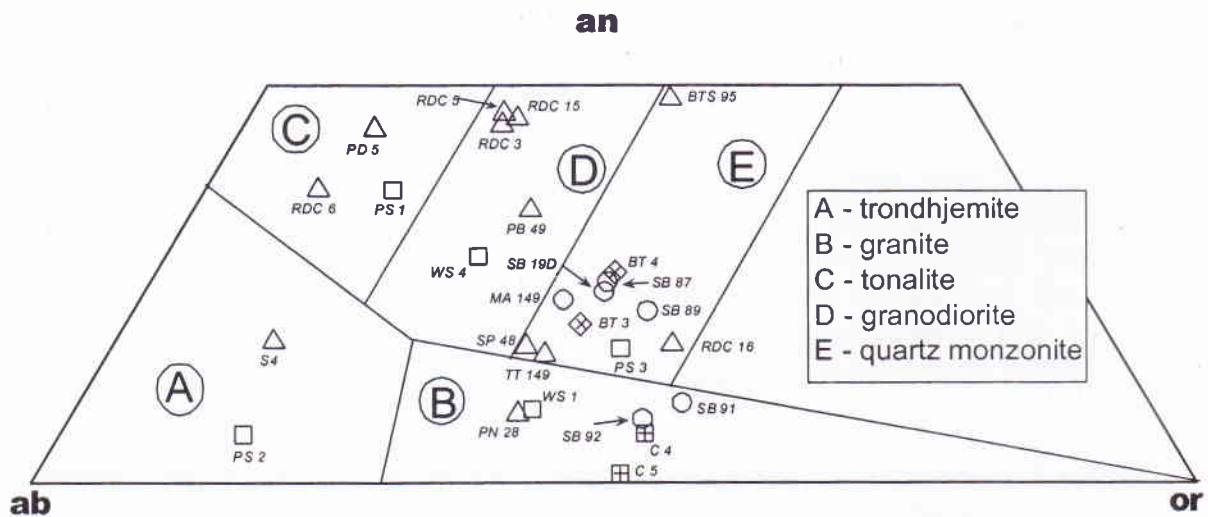 an
RDC 5
RDC 15
BTS 95
C
PD 5
RDC 3
D
E
RDC 6
PS 1
A - trondhjemite
B - granite
C - tonalite
D - granodiorite
E - quartz monzonite
PB 49
WS 4
SB 19D
BT 4
SB 87
MA 149
SB 89
BT 3
S4
SP 48
TT 149
PS 3
RDC 16
A
B
WS 1
SB 91
PN 28
SB 92
PS 2
C 4
C 5
ab
or